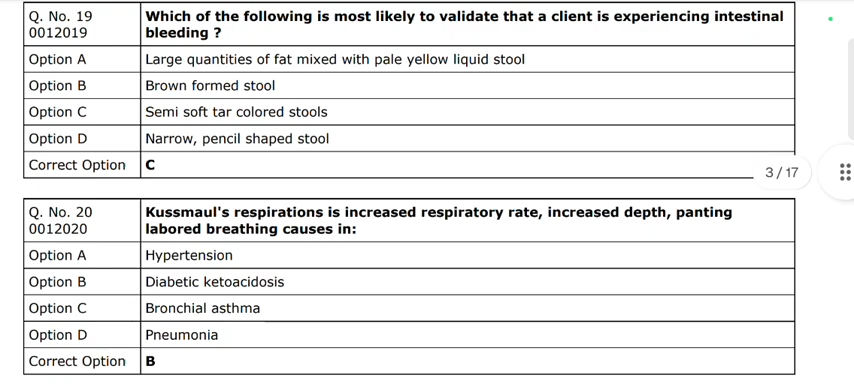 Q. No. 19 Which of the following is most likely to validate that a client is experiencing intestinal
0012019 bleeding ?
Option A Large quantities of fat mixed with pale yellow liquid stool
Option B Brown formed stool
Option C Semi soft tar colored stools
Option D Narrow, pencil shaped stool
Correct Option C
3 / 17
Q. No. 20 Kussmaul's respirations is increased respiratory rate, increased depth, panting
0012020 labored breathing causes in:
Option A Hypertension
Option B Diabetic ketoacidosis
Option C Bronchial asthma
Option D Pneumonia
Correct Option B